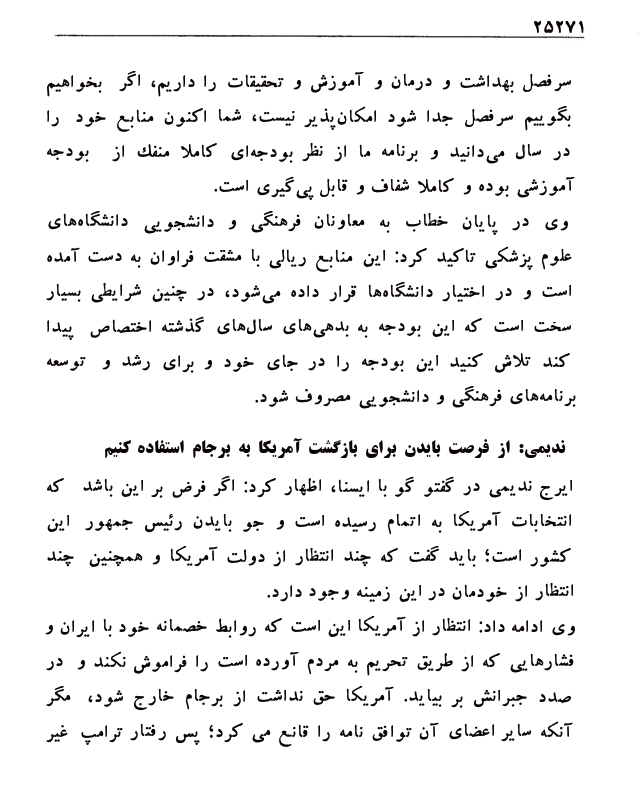 ۲۵۲۷۱
سرفصل بهداشت و درمان و آموزش و تحقیقات را داریم، اگر بخواهیم
بگوییم سرفصل جدا شود امکان‌پذیر نیست، شما اکنون منابع خود را
در سال می‌دانید و برنامه ما از نظر بودجه‌ای کاملا منفك از بودجه
آموزشی بوده و کاملا شفاف و قابل پی‌گیری است.
وی در پایان خطاب به معاونان فرهنگی و دانشجویی دانشگاه‌های
علوم پزشکی تاکید کرد: این منابع ریالی با مشقت فراوان به دست آمده
است و در اختیار دانشگاه‌ها قرار داده می‌شود، در چنین شرایطی بسیار
سخت است که این بودجه به بدهی‌های سال‌های گذشته اختصاص پیدا
کند تلاش کنید این بودجه را در جای خود و برای رشد و توسعه
برنامه‌های فرهنگی و دانشجویی مصروف شود.
ندیمی: از فرصت بایدن برای بازگشت آمریکا به برجام استفاده کنیم
ایرج ندیمی در گفتو گو با ایسنا، اظهار کرد: اگر فرض بر این باشد که
انتخابات آمریکا به اتمام رسیده است و جو بایدن رئیس جمهور این
کشور است؛ باید گفت که چند انتظار از دولت آمریکا و همچنین چند
انتظار از خودمان در این زمینه وجود دارد.
وی ادامه داد: انتظار از آمریکا این است که روابط خصمانه خود با ایران و
فشارهایی که از طریق تحریم به مردم آورده است را فراموش نکند و در
صدد جبرانش بر بیاید. آمریکا حق نداشت از برجام خارج شود، مگر
آنکه سایر اعضای آن توافق نامه را قانع می کرد؛ پس رفتار ترامپ غیر